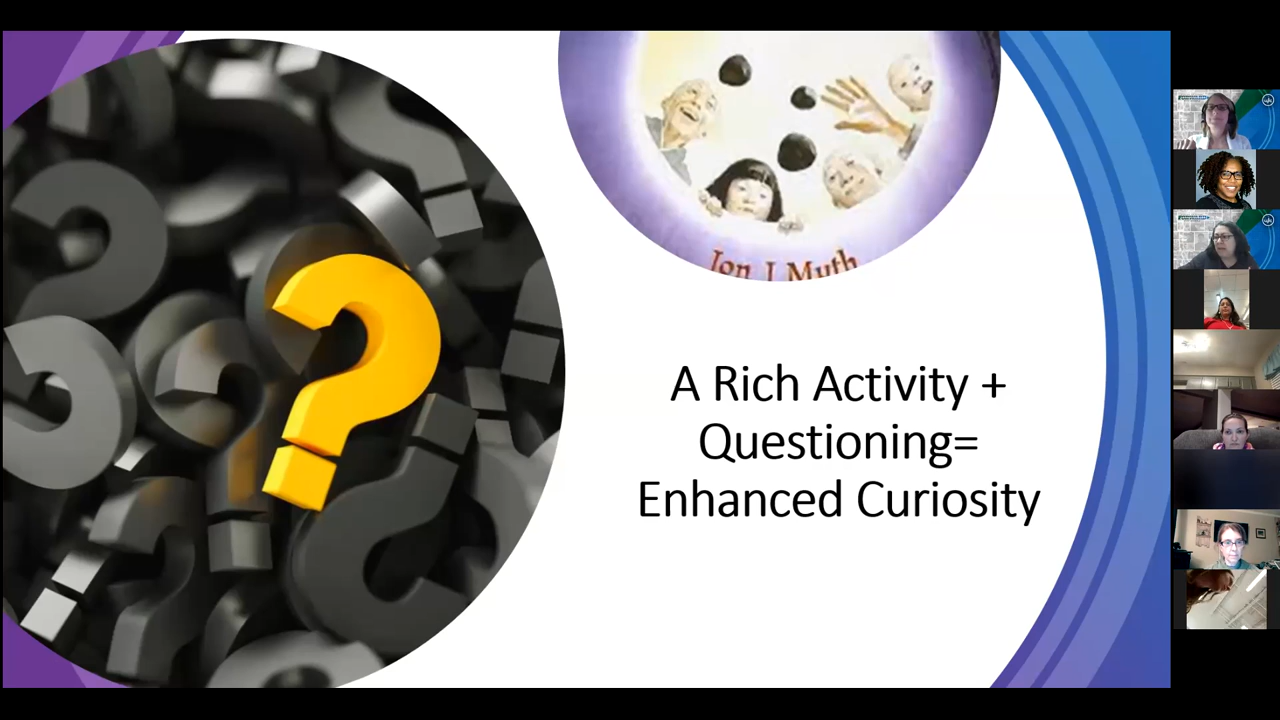 Jon J Muth
A Rich Activity +
Questioning=
Enhanced Curiosity